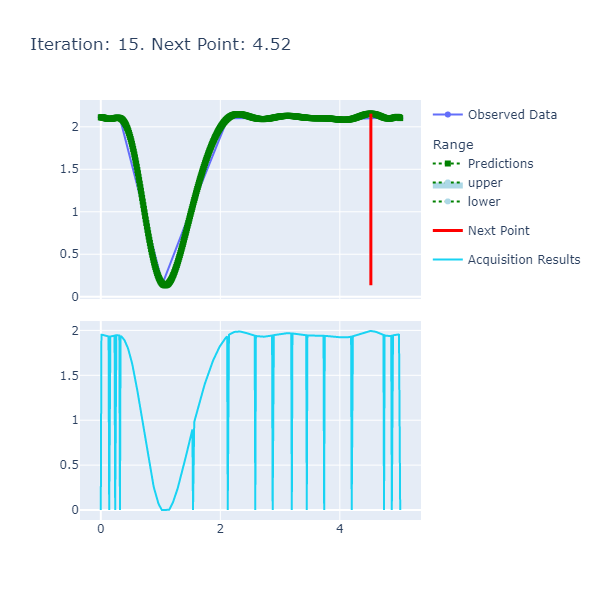 Iteration: 15. Next Point: 4.52
2
1.5
1
0.5
0
Observed Data
Range
Predictions
upper
lower
Next Point
Acquisition Results
2
1.5
1
0.5
0
0
2
4